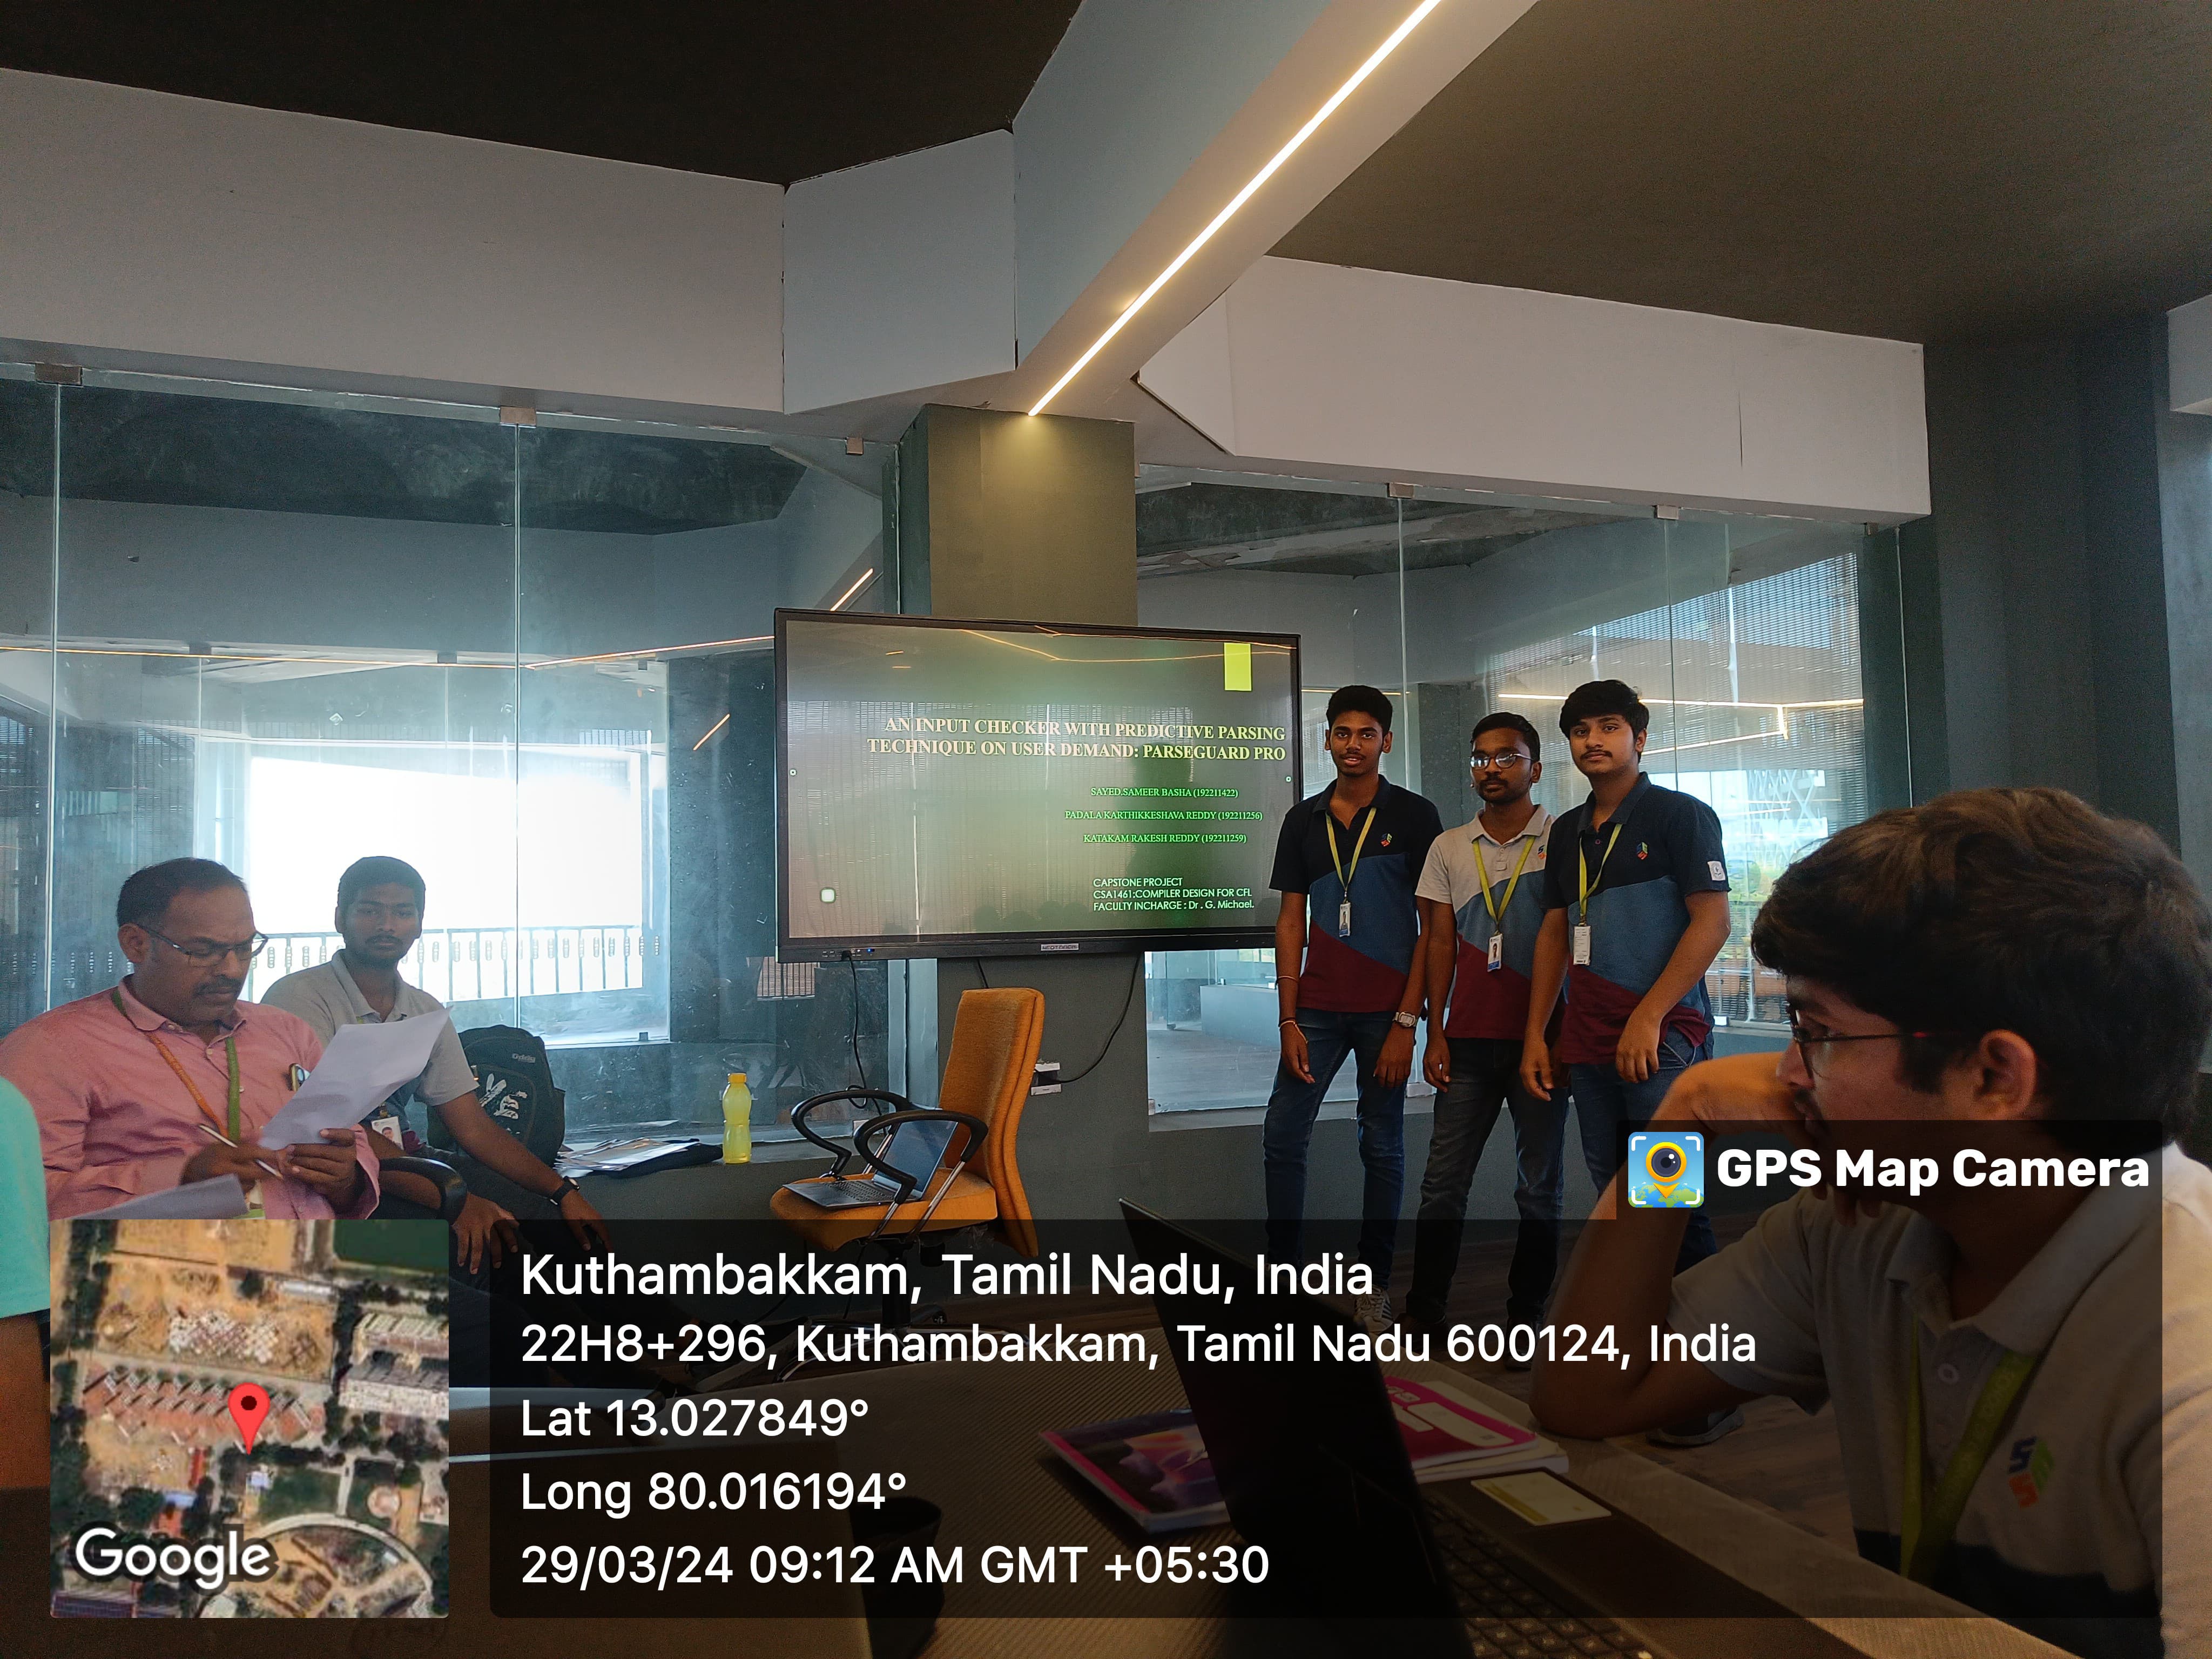 AN INPUT CHECKER WITH PREDICTIVE PARSING
TECHNIQUE ON USER DEMAND: PARSEGUARD PRO
SAYED.SAMEER BASHA (192211422)
PADALA KARTHIKKESHAVA REDDY (192211256)
KATAKAM RAKESH REDDY (192211259)
CAPSTONE PROJECT
CSA1461:COMPILER DESIGN FOR CFL
FACULTY INCHARGE : Dr . G. Michael.
GPS Map Camera
Kuthambakkam, Tamil Nadu, India
22H8+296, Kuthambakkam, Tamil Nadu 600124, India
Lat 13.027849°
Long 80.016194°
29/03/24 09:12 AM GMT +05:30
Google